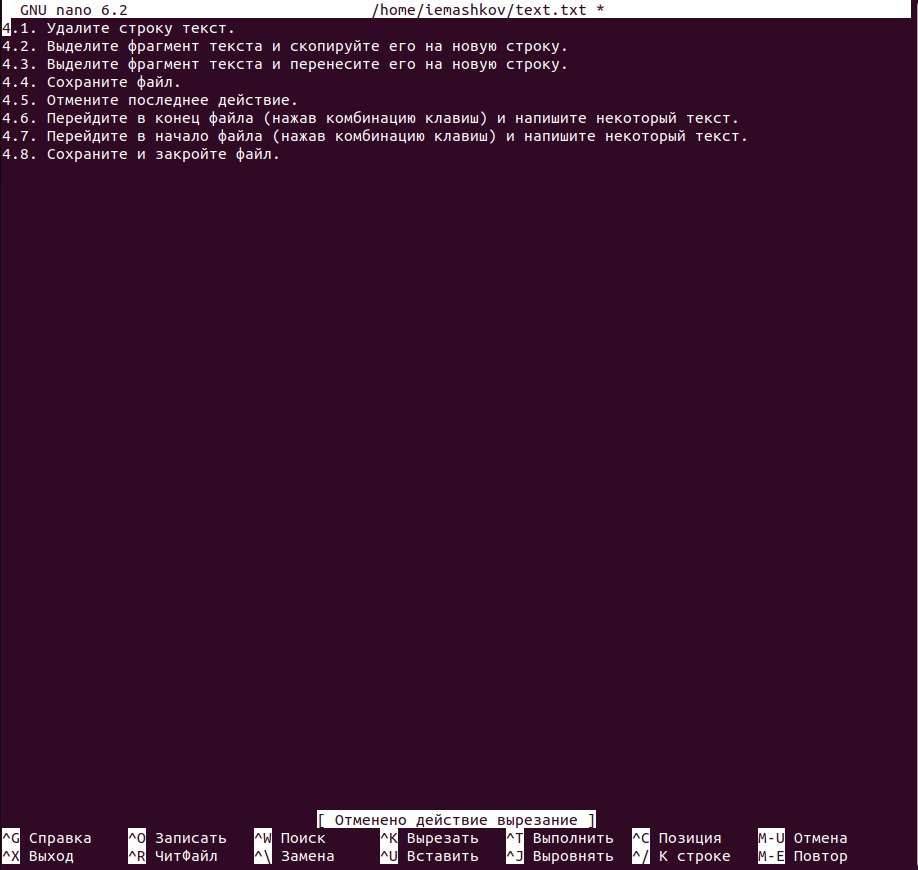 GNU nano 6.2 /home/iemashkov/text.txt *
4.1. Удалите строку текст.
4.2. Выделите фрагмент текста и скопируйте его на новую строку.
4.3. Выделите фрагмент текста и перенесите его на новую строку.
4.4. Сохраните файл.
4.5. Отмените последнее действие.
4.6. Перейдите в конец файла (нажав комбинацию клавиш) и напишите некоторый текст.
4.7. Перейдите в начало файла (нажав комбинацию клавиш) и напишите некоторый текст.
4.8. Сохраните и закройте файл.
[ Отменено действие вырезание ]
^G Справка ^O Записать ^W Поиск ^K Вырезать ^T Выполнить ^C Позиция M-U Отмена
^X Выход ^R ЧитФайл ^\ Замена ^U Вставить ^J Выровнять ^/ К строке M-E Повтор